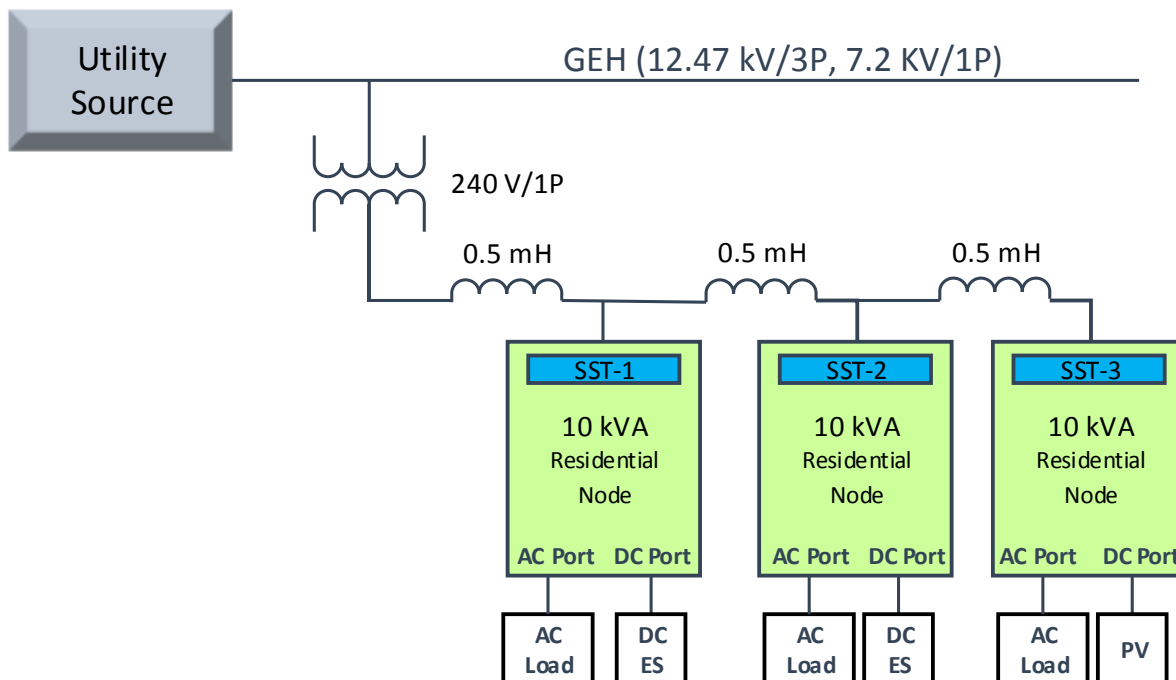 Utility
Source
GEH (12.47 kV/3P, 7.2 KV/1P)
240 V/1P
0.5 mH
0.5 mH
0.5 mH
SST-1
10 kVA
Residential
Node
AC Port DC Port
SST-2
10 kVA
Residential
Node
AC Port DC Port
SST-3
10 kVA
Residential
Node
AC Port DC Port
AC
Load
DC
ES
AC
Load
DC
ES
AC
Load
PV